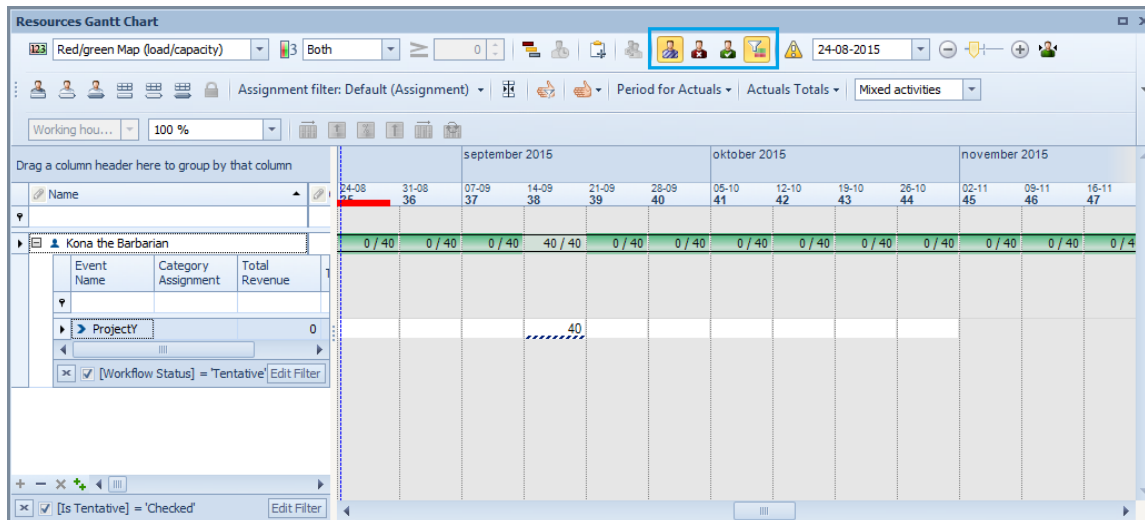 Resources Gantt Chart
123 Red/green Map (load/capacity) 3 Both ≥ 0 24-08-2015
Assignment filter: Default (Assignment) Period for Actuals Actuals Totals Mixed activities
Working hou... 100 %
Drag a column header here to group by that column
september 2015 oktober 2015 november 2015
Name
24-08 31-08 07-09 14-09 21-09 28-09 05-10 12-10 19-10 26-10 02-11 09-11 16-11
36 37 38 39 40 41 42 43 44 45 46 47
Kona the Barbarian 0 / 40 0 / 40 0 / 40 40 / 40 0 / 40 0 / 40 0 / 40 0 / 40 0 / 40 0 / 40 0 / 40 0 / 40 0 / 4
Event Category Total
Name Assignment Revenue
ProjectY 0 40
[Workflow Status] = 'Tentative' Edit Filter
[Is Tentative] = 'Checked' Edit Filter